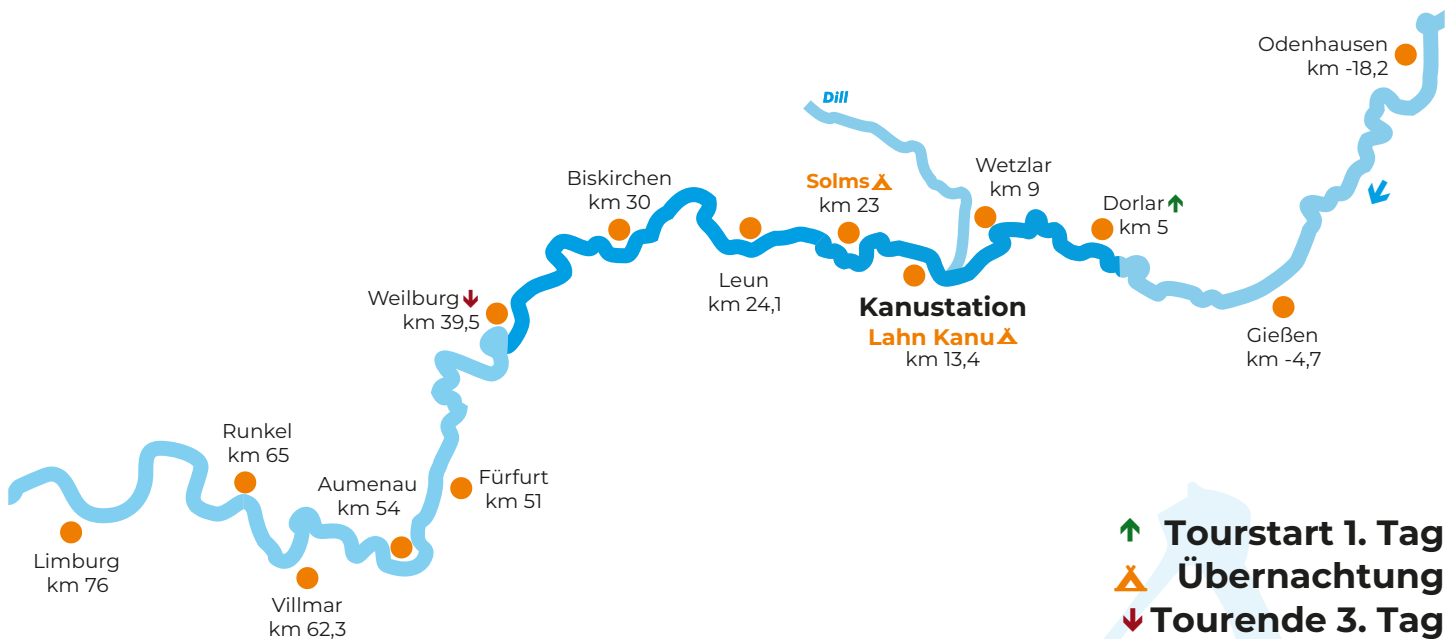 Odenhausen
km -18,2
Dill
Wetzlar
km 9
Biskirchen
km 30
Solms
km 23
Dorlar
km 5
Leun
km 24,1
Kanustation
Lahn Kanu
km 13,4
Weilburg
km 39,5
Gießen
km -4,7
Runkel
km 65
Aumenau
km 54
Fürfurt
km 51
Limburg
km 76
Villmar
km 62,3
Tourstart 1. Tag
Übernachtung
Tourende 3. Tag